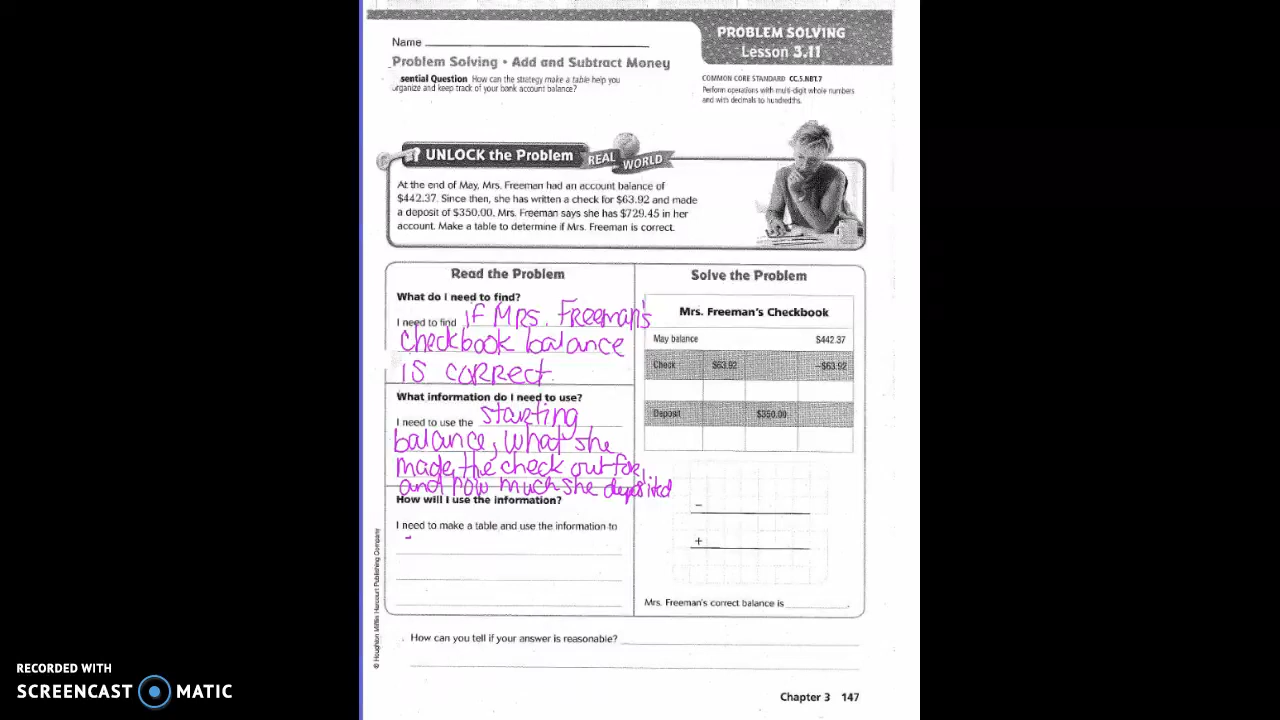 PROBLEM SOLVING
Lesson 3.11
Name
Problem Solving • Add and Subtract Money
sential Question How can the strategy make a table help you
organize and keep track of your bank account balance?
COMMON CORE STANDARD CC.5.NBT.7
Perform operations with multi-digit whole numbers
and with decimals to hundredths.
UNLOCK the Problem REAL WORLD
At the end of May, Mrs. Freeman had an account balance of
$442.37. Since then, she has written a check for $63.92 and made
a deposit of $350.00. Mrs. Freeman says she has $729.45 in her
account. Make a table to determine if Mrs. Freeman is correct.
Read the Problem
What do I need to find?
I need to find if Mrs. Freeman's
checkbook balance
is correct.
What information do I need to use?
I need to use the starting
balance, what she
made the check out for,
and how much she deposited
How will I use the information?
I need to make a table and use the information to
Solve the Problem
Mrs. Freeman's Checkbook
May balance $442.37
Check $63.92 −$63.92
Deposit $350.00
−
+
Mrs. Freeman's correct balance is
.
How can you tell if your answer is reasonable?
© Houghton Mifflin Harcourt Publishing Company
Chapter 3 147
RECORDED WITH
SCREENCAST MATIC